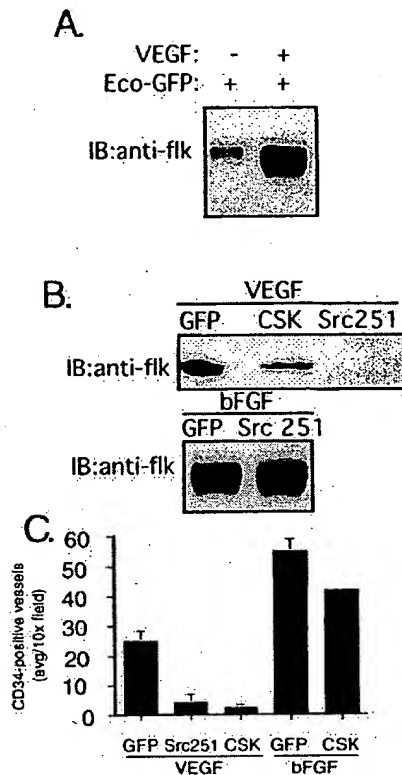 A.
VEGF: - +
Eco-GFP: + +
IB:anti-flk
B.
VEGF
GFP CSK Src251
IB:anti-flk
bFGF
GFP Src 251
IB:anti-flk
C.
CD34-positive vessels
(avg/10x field)
60
50
40
30
20
10
0
GFP Src251 CSK GFP CSK
VEGF bFGF